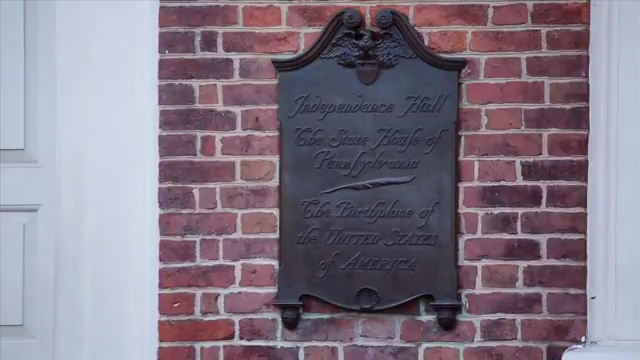 Independence Hall
The State House of
Pennsylvania
The Birthplace of
the UNITED STATES
of AMERICA